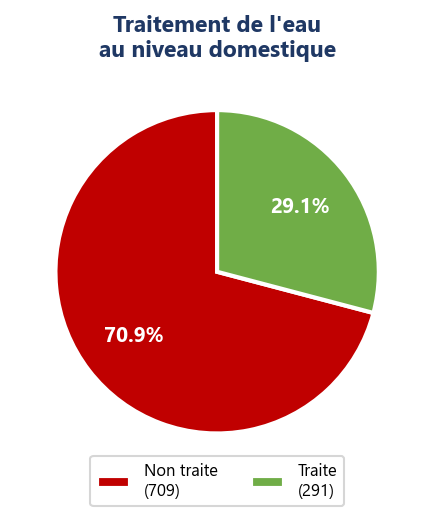 Traitement de l'eau
au niveau domestique
29.1%
70.9%
Non traite
(709)
Traite
(291)